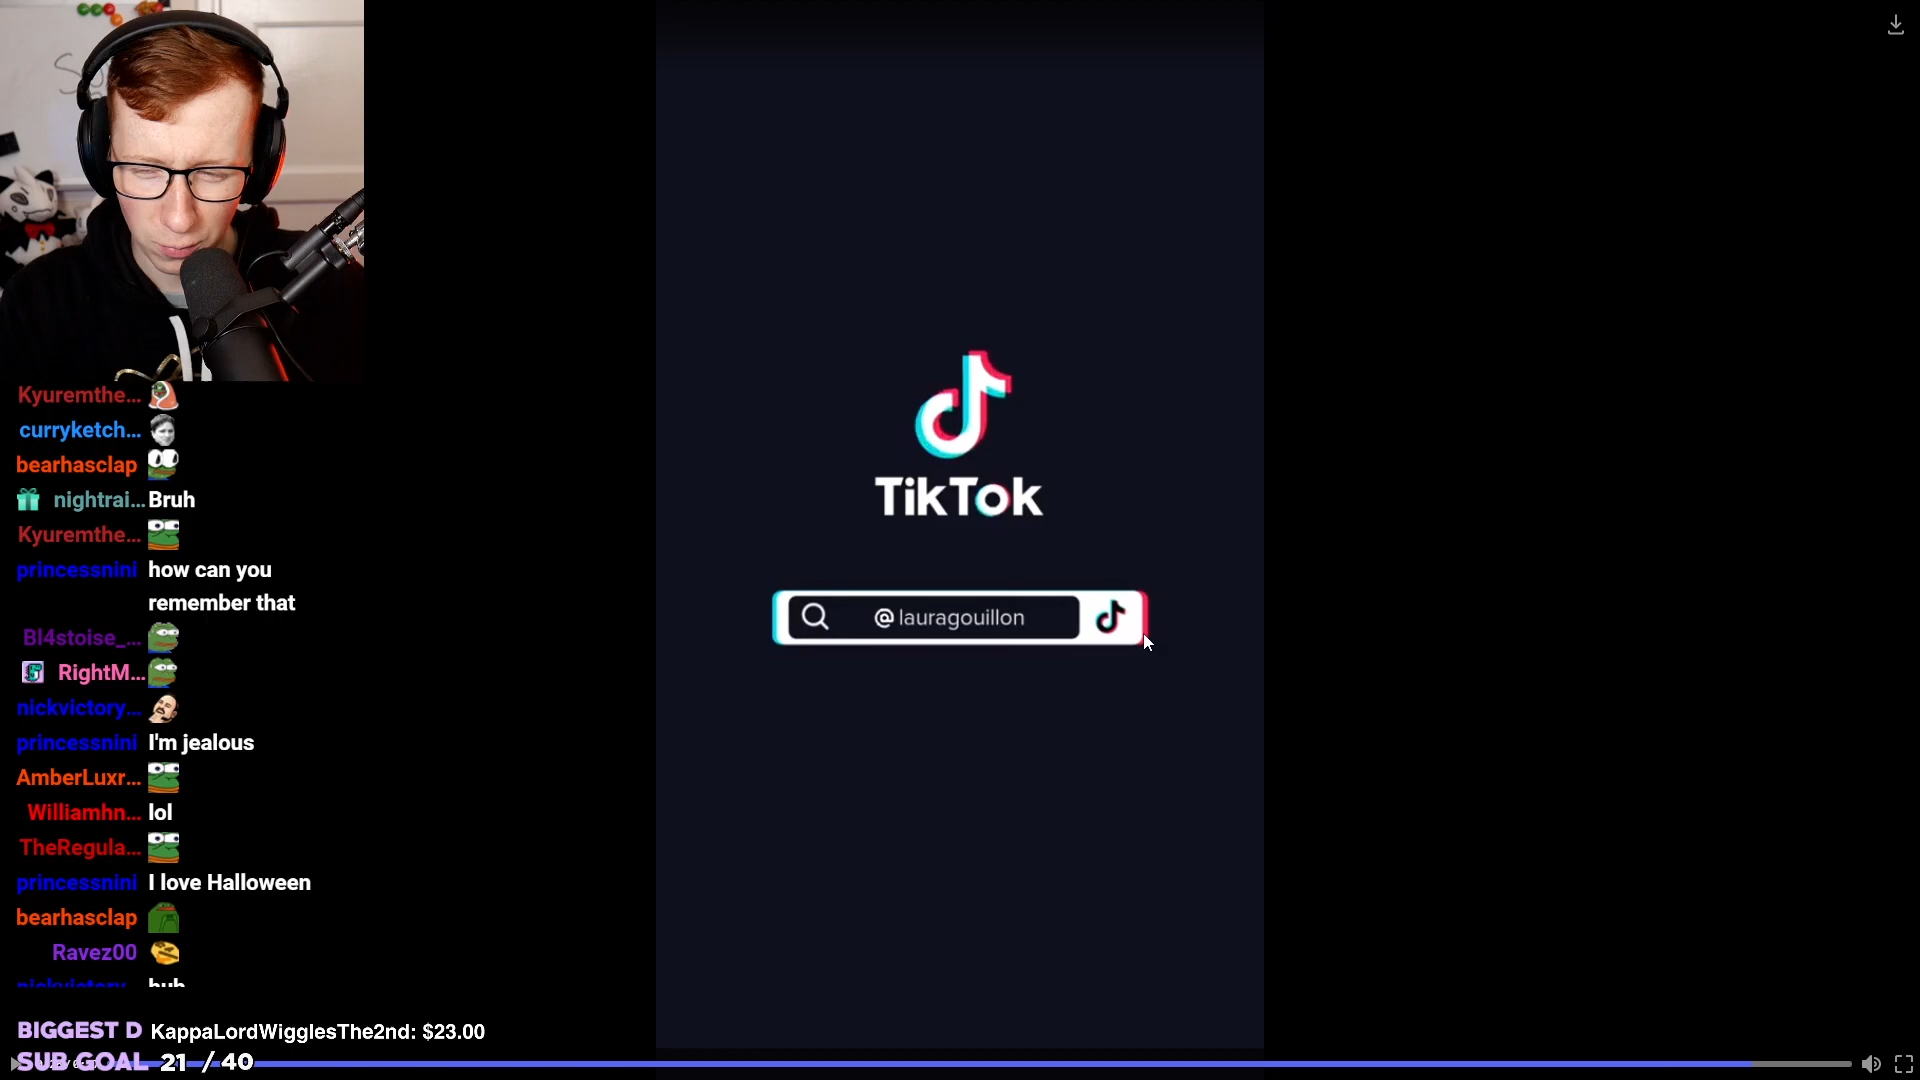 Kyuremthe...
curryketch...
bearhasclap
nightrai... Bruh
Kyuremthe...
princessnini how can you
remember that
Bl4stoise_...
RightM...
nickvictory...
princessnini I'm jealous
AmberLuxr...
Williamhn... lol
TheRegula...
princessnini I love Halloween
bearhasclap
Ravez00
TikTok
@lauragouillon
BIGGEST D KappaLordWigglesThe2nd: $23.00
SUB GOAL 21 / 40